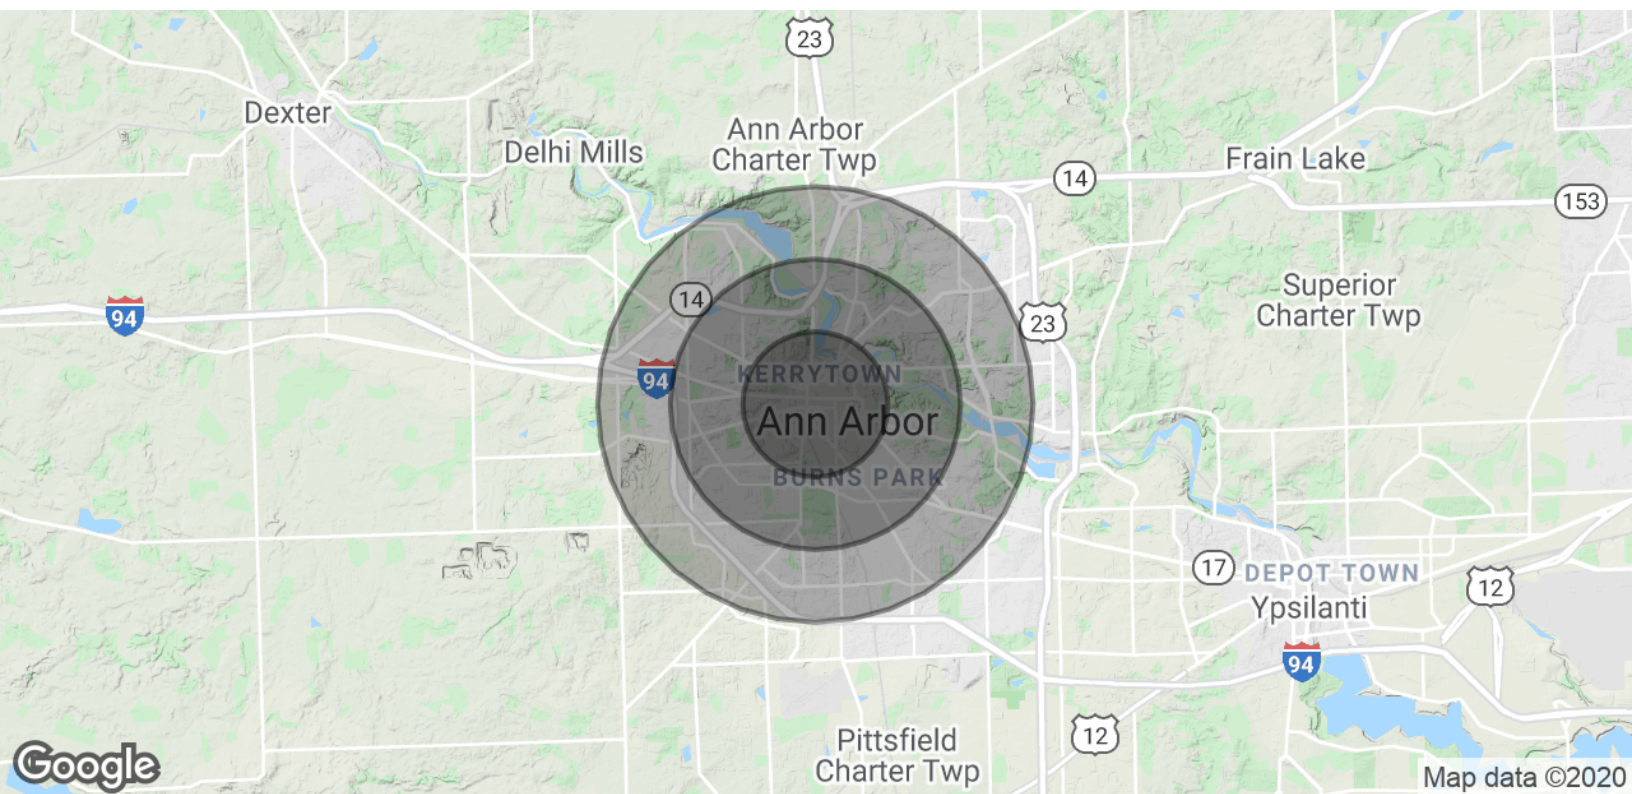 23
Dexter
Ann Arbor
Charter Twp
Delhi Mills
Frain Lake
14
153
Superior
Charter Twp
14
94
23
94
KERRYTOWN
Ann Arbor
BURNS PARK
17
DEPOT TOWN
12
Ypsilanti
94
12
Pittsfield
Charter Twp
Google
Map data ©2020